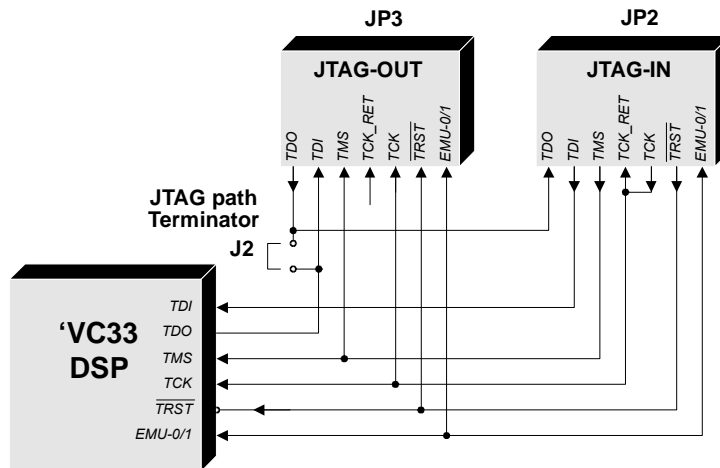 JP3
JP2
JTAG-OUT
JTAG-IN
TDO
TDI
TMS
TCK_RET
TCK
TRST
EMU-0/1
TDO
TDI
TMS
TCK_RET
TCK
TRST
EMU-0/1
JTAG path
Terminator
J2
‘VC33
DSP
TDI
TDO
TMS
TCK
TRST
EMU-0/1